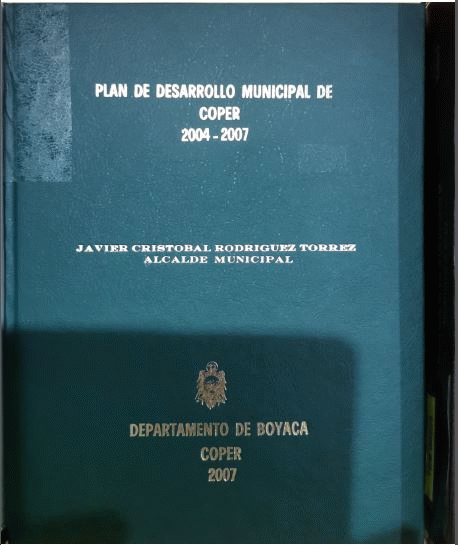 PLAN DE DESARROLLO MUNICIPAL DE
COPER
2004-2007
JAVIER CRISTOBAL RODRIGUEZ TORREZ
ALCALDE MUNICIPAL
DEPARTAMENTO DE BOYACA
COPER
2007